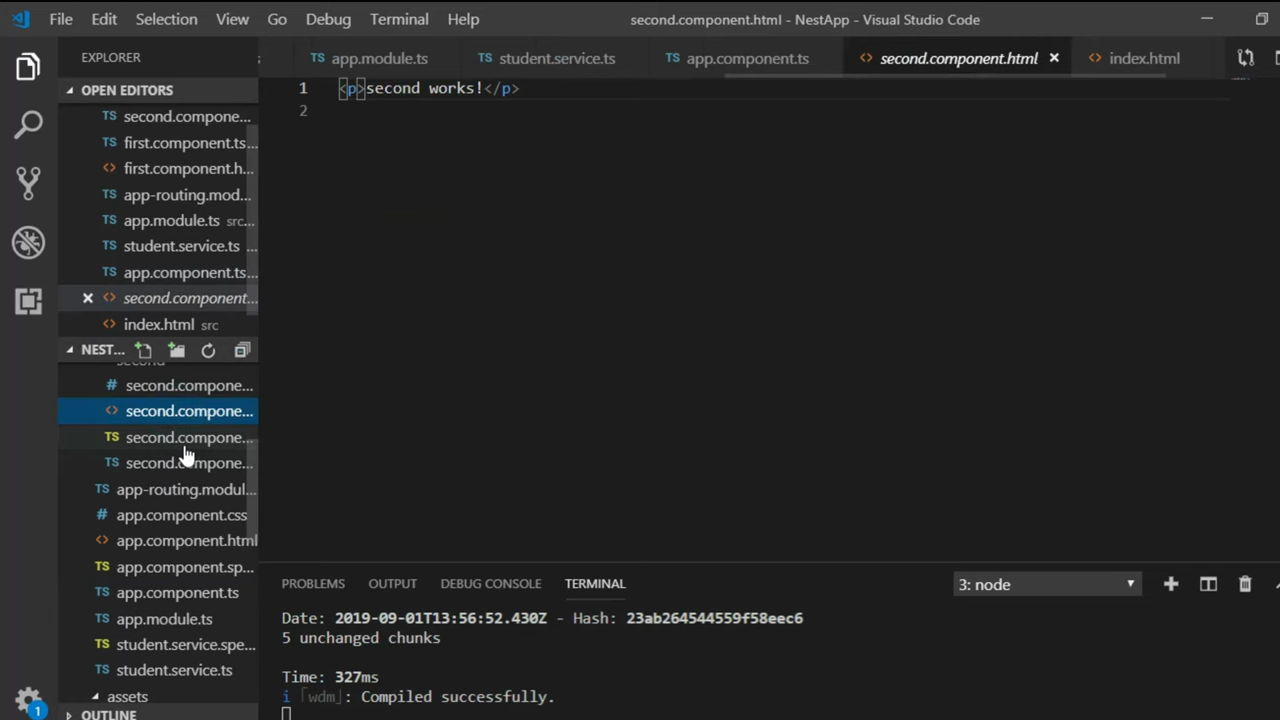 File Edit Selection View Go Debug Terminal Help second.component.html - NestApp - Visual Studio Code
EXPLORER
TS app.module.ts TS student.service.ts TS app.component.ts <> second.component.html <> index.html
OPEN EDITORS
1 <p>second works!</p>
2
TS second.compone...
TS first.component.ts...
<> first.component.h...
TS app-routing.mod...
TS app.module.ts src...
TS student.service.ts ...
TS app.component.ts...
<> second.component...
<> index.html src
NEST...
second
# second.compone...
<> second.compone...
TS second.compone...
TS second.compone...
TS app-routing.modul...
# app.component.css
<> app.component.html
TS app.component.sp...
TS app.component.ts
TS app.module.ts
TS student.service.spe...
TS student.service.ts
assets
OUTLINE
1
PROBLEMS OUTPUT DEBUG CONSOLE TERMINAL 3: node
Date: 2019-09-01T13:56:52.430Z - Hash: 23ab264544559f58eec6
5 unchanged chunks
Time: 327ms
i ｢wdm｣: Compiled successfully.